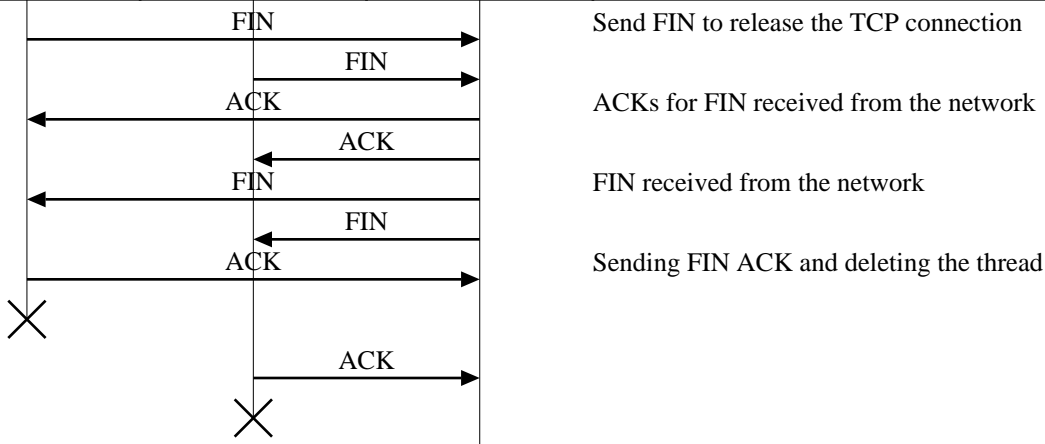 FIN
Send FIN to release the TCP connection
FIN
ACK
ACKs for FIN received from the network
ACK
FIN
FIN received from the network
FIN
ACK
Sending FIN ACK and deleting the thread
ACK